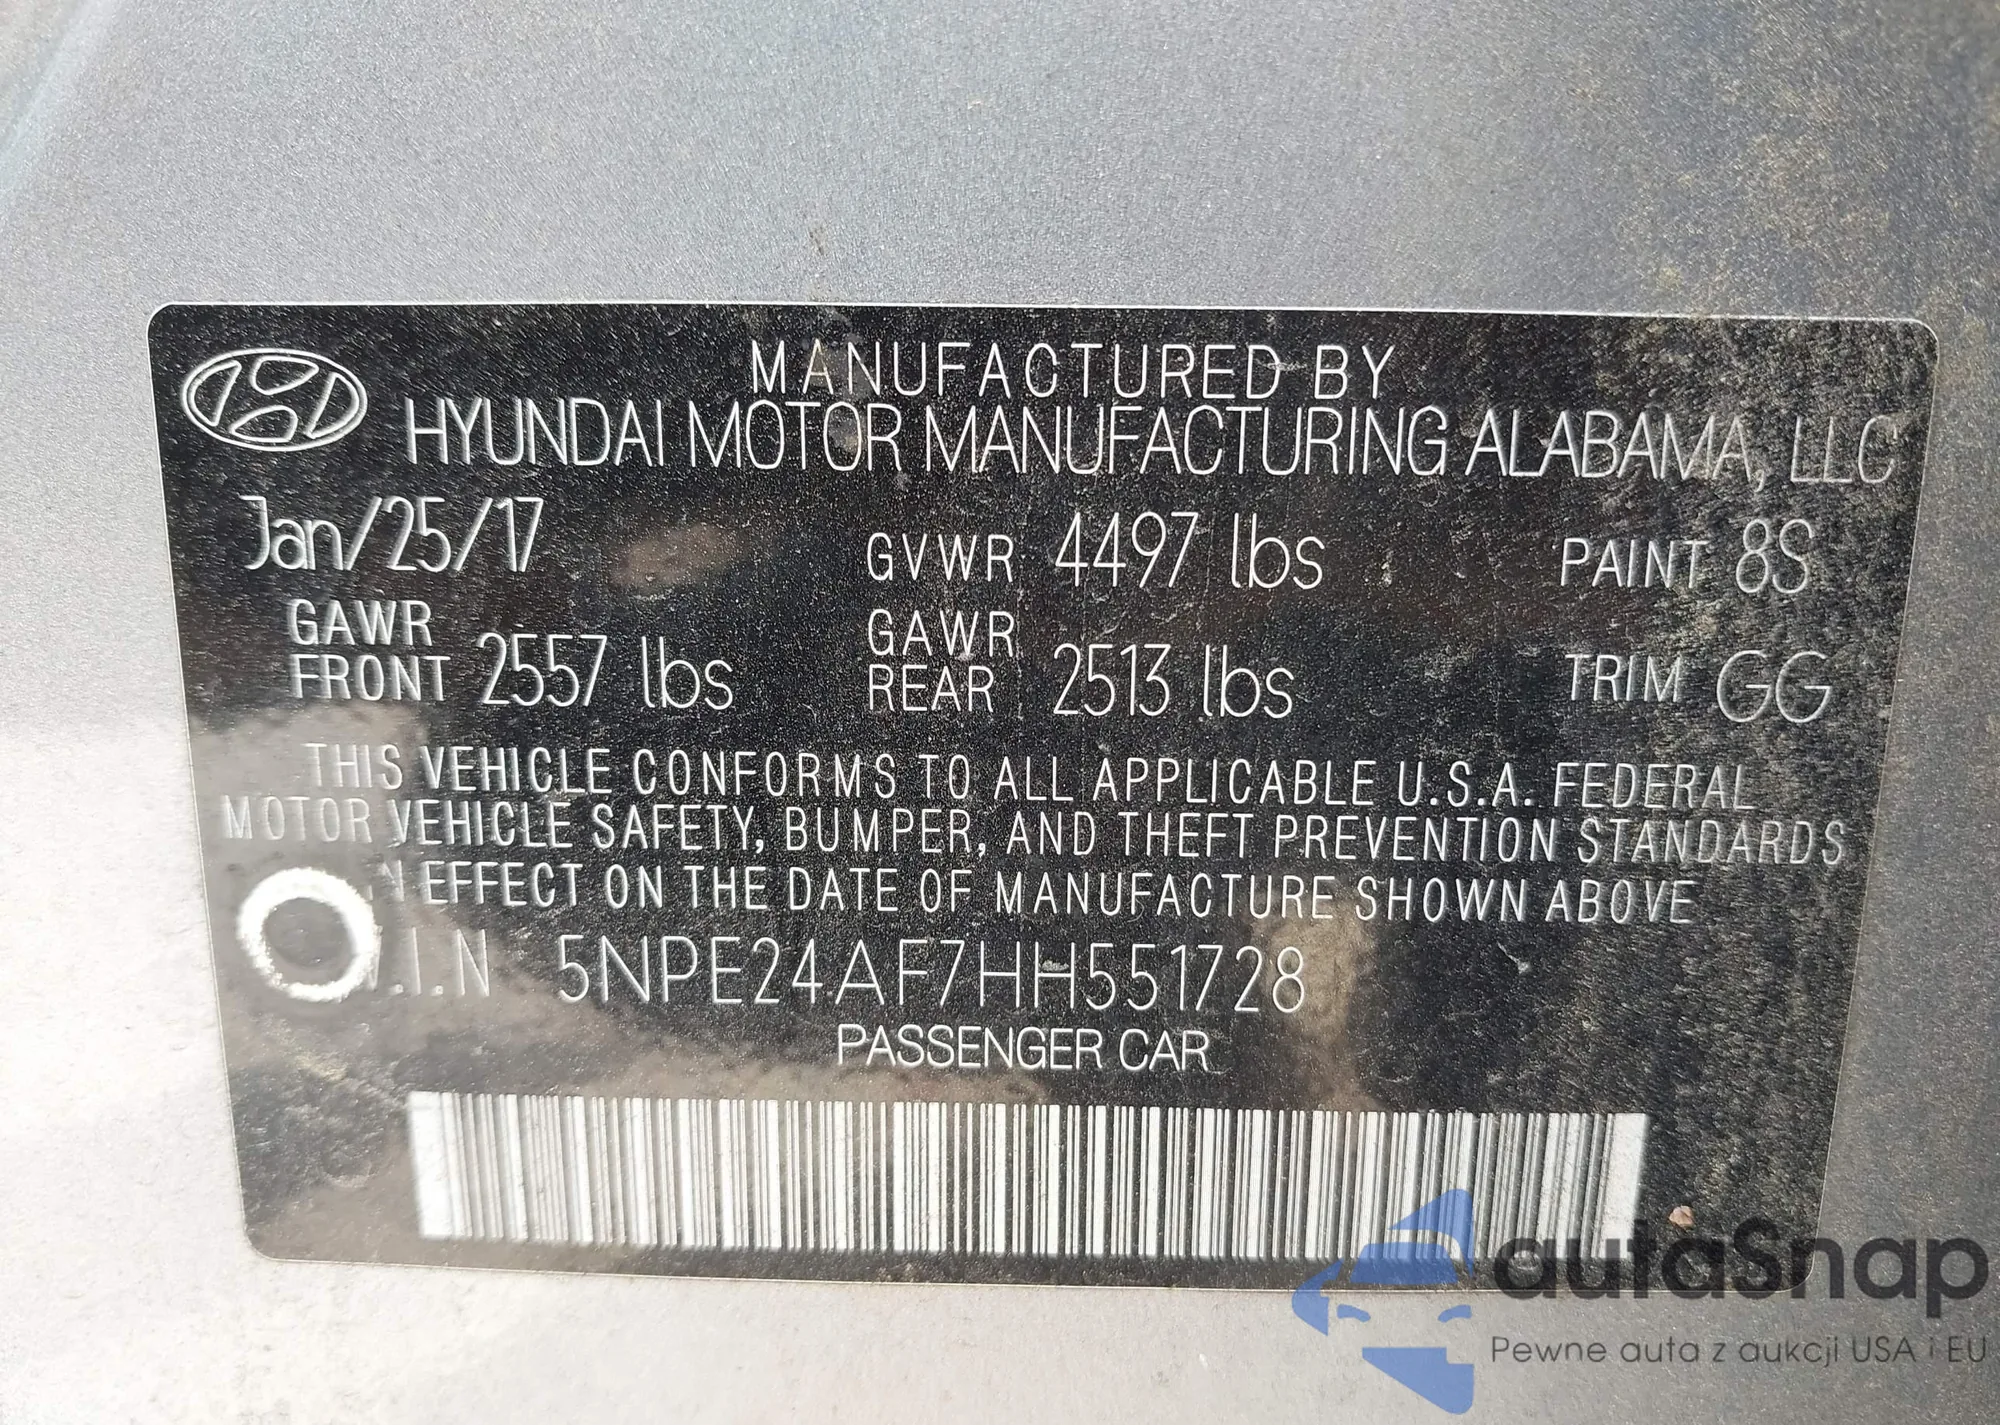 MANUFACTURED BY
HYUNDAI MOTOR MANUFACTURING ALABAMA, LLC
Jan/25/17 GVWR 4497 lbs PAINT 8S
GAWR FRONT 2557 lbs GAWR REAR 2513 lbs TRIM GG
THIS VEHICLE CONFORMS TO ALL APPLICABLE U.S.A. FEDERAL
MOTOR VEHICLE SAFETY, BUMPER, AND THEFT PREVENTION STANDARDS
IN EFFECT ON THE DATE OF MANUFACTURE SHOWN ABOVE
V.I.N 5NPE24AF7HH551728
PASSENGER CAR
autaSnap
Pewne auta z aukcji USA i EU